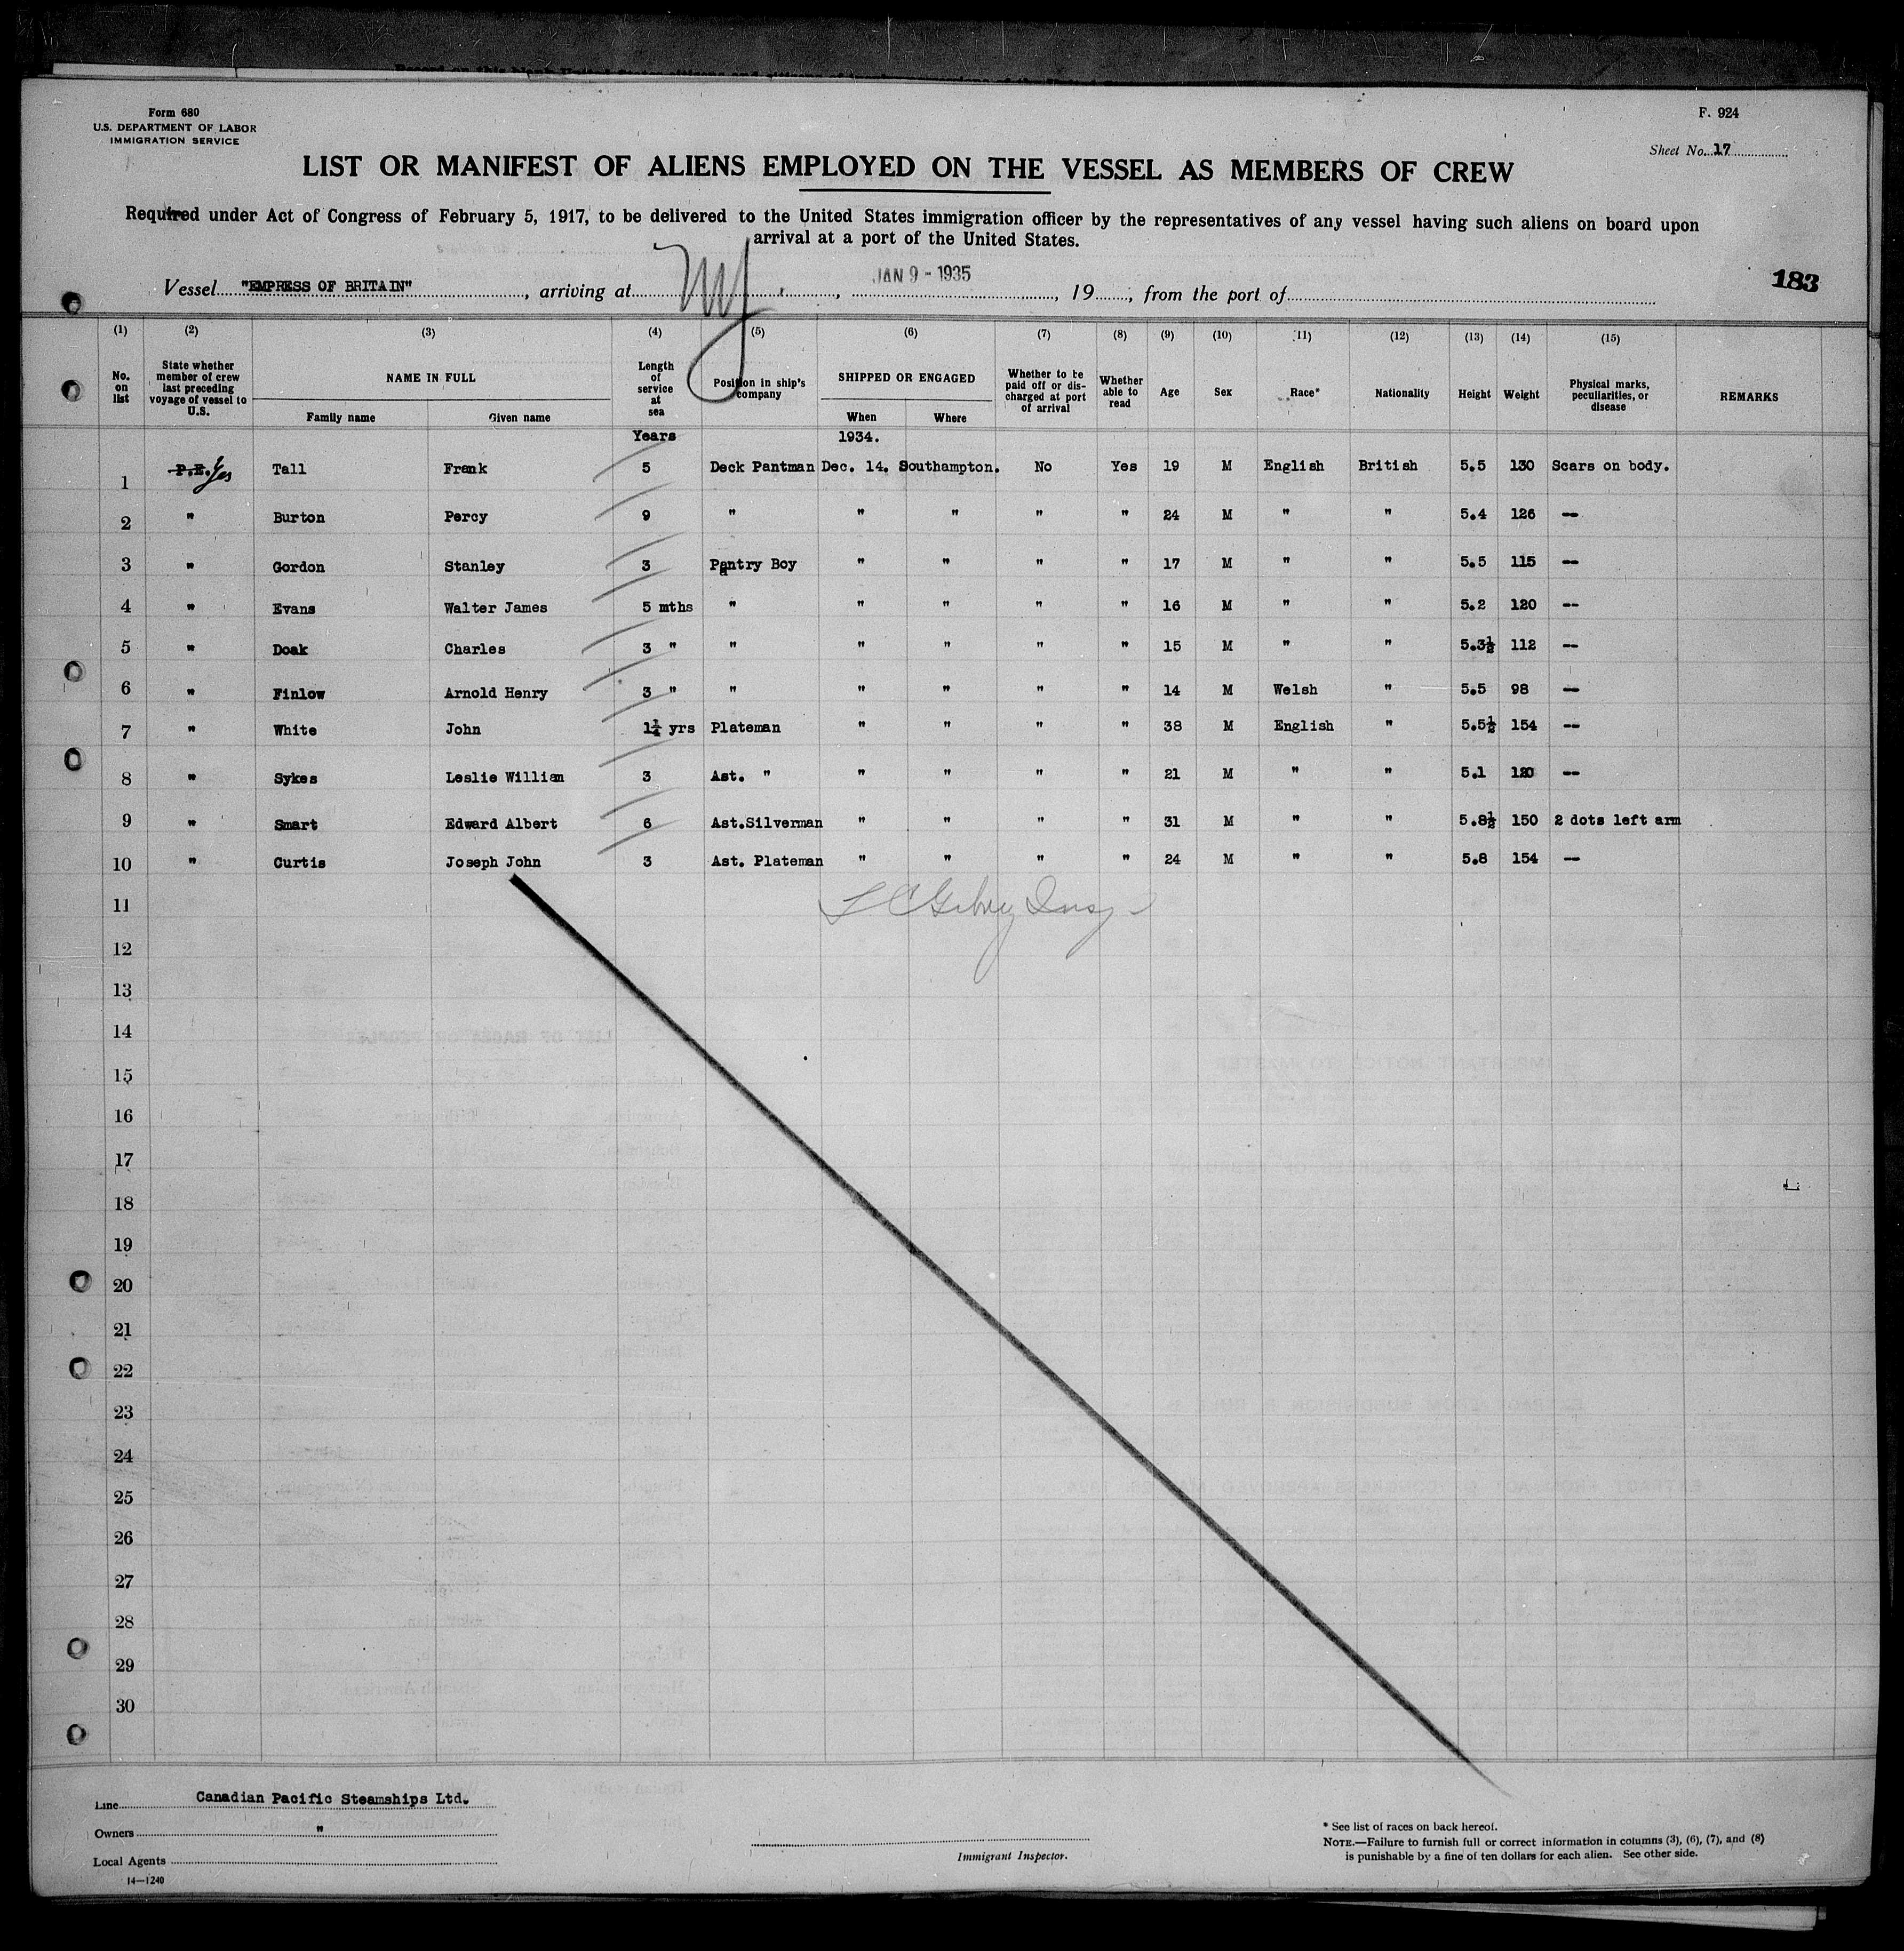 Form 680
U.S. DEPARTMENT OF LABOR
IMMIGRATION SERVICE
F. 924
Sheet No. 17
LIST OR MANIFEST OF ALIENS EMPLOYED ON THE VESSEL AS MEMBERS OF CREW
Required under Act of Congress of February 5, 1917, to be delivered to the United States immigration officer by the representatives of any vessel having such aliens on board upon
arrival at a port of the United States.
Vessel "EMPRESS OF BRITAIN", arriving at NY, JAN 9 - 1935, 19, from the port of
183
(1) (2) (3) (4) (5) (6) (7) (8) (9) (10) (11) (12) (13) (14) (15)
No. on list
State whether member of crew last preceding voyage of vessel to U.S.
NAME IN FULL
Family name Given name
Length of service at sea
Position in ship's company
SHIPPED OR ENGAGED
When Where
Whether to be paid off or discharged at port of arrival
Whether able to read
Age Sex Race* Nationality Height Weight
Physical marks, peculiarities, or disease
REMARKS
Years 1934.
1 P.E. Yes Tall Frank 5 Deck Pantman Dec. 14. Southampton. No Yes 19 M English British 5.5 130 Scars on body.
2 " Burton Percy 9 " " " " " 24 M " " 5.4 126 --
3 " Gordon Stanley 3 Pantry Boy " " " " 17 M " " 5.5 115 --
4 " Evans Walter James 5 mths " " " " " 16 M " " 5.2 120 --
5 " Doak Charles 3 " " " " " " 15 M " " 5.3½ 112 --
6 " Finlow Arnold Henry 3 " " " " " " 14 M Welsh " 5.5 98 --
7 " White John 1¼ yrs Plateman " " " " 38 M English " 5.5½ 154 --
8 " Sykes Leslie William 3 Ast. " " " " " 21 M " " 5.1 120 --
9 " Smart Edward Albert 6 Ast.Silverman " " " " 31 M " " 5.8½ 150 2 dots left arm
10 " Curtis Joseph John 3 Ast. Plateman " " " " 24 M " " 5.8 154 --
11
12
13
14
15
16
17
18
19
20
21
22
23
24
25
26
27
28
29
30
Line Canadian Pacific Steamships Ltd.
Owners "
Local Agents
14—1240
Immigrant Inspector.
* See list of races on back hereof.
NOTE.—Failure to furnish full or correct information in columns (3), (6), (7), and (8)
is punishable by a fine of ten dollars for each alien. See other side.